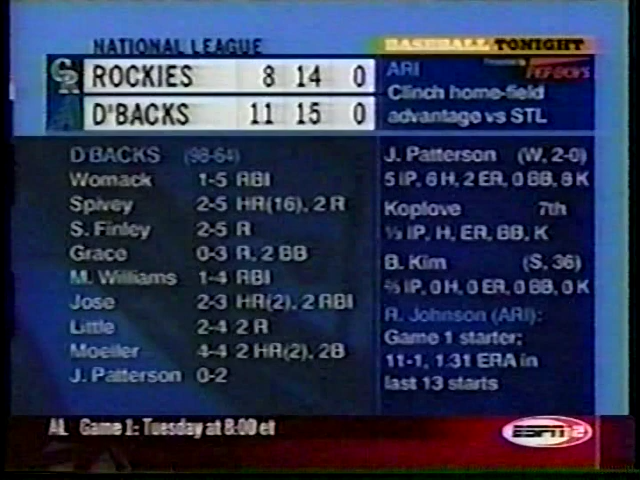 NATIONAL LEAGUE
BASEBALL TONIGHT
CR ROCKIES 8 14 0
D'BACKS 11 15 0
ARI
Clinch home-field
advantage vs STL
D'BACKS (98-64)
Womack 1-5 RBI
Spivey 2-5 HR(16), 2 R
S. Finley 2-5 R
Grace 0-3 R, 2 BB
M. Williams 1-4 RBI
Jose 2-3 HR(2), 2 RBI
Little 2-4 2 R
Moeller 4-4 2 HR(2), 2B
J. Patterson 0-2
J. Patterson (W, 2-0)
5 IP, 6 H, 2 ER, 0 BB, 8 K
Koplove 7th
⅓ IP, H, ER, BB, K
B. Kim (S, 36)
⅔ IP, 0 H, 0 ER, 0 BB, 0 K
R. Johnson (ARI):
Game 1 starter;
11-1, 1.31 ERA in
last 13 starts
AL Game 1: Tuesday at 8:00 et
ESPN 2